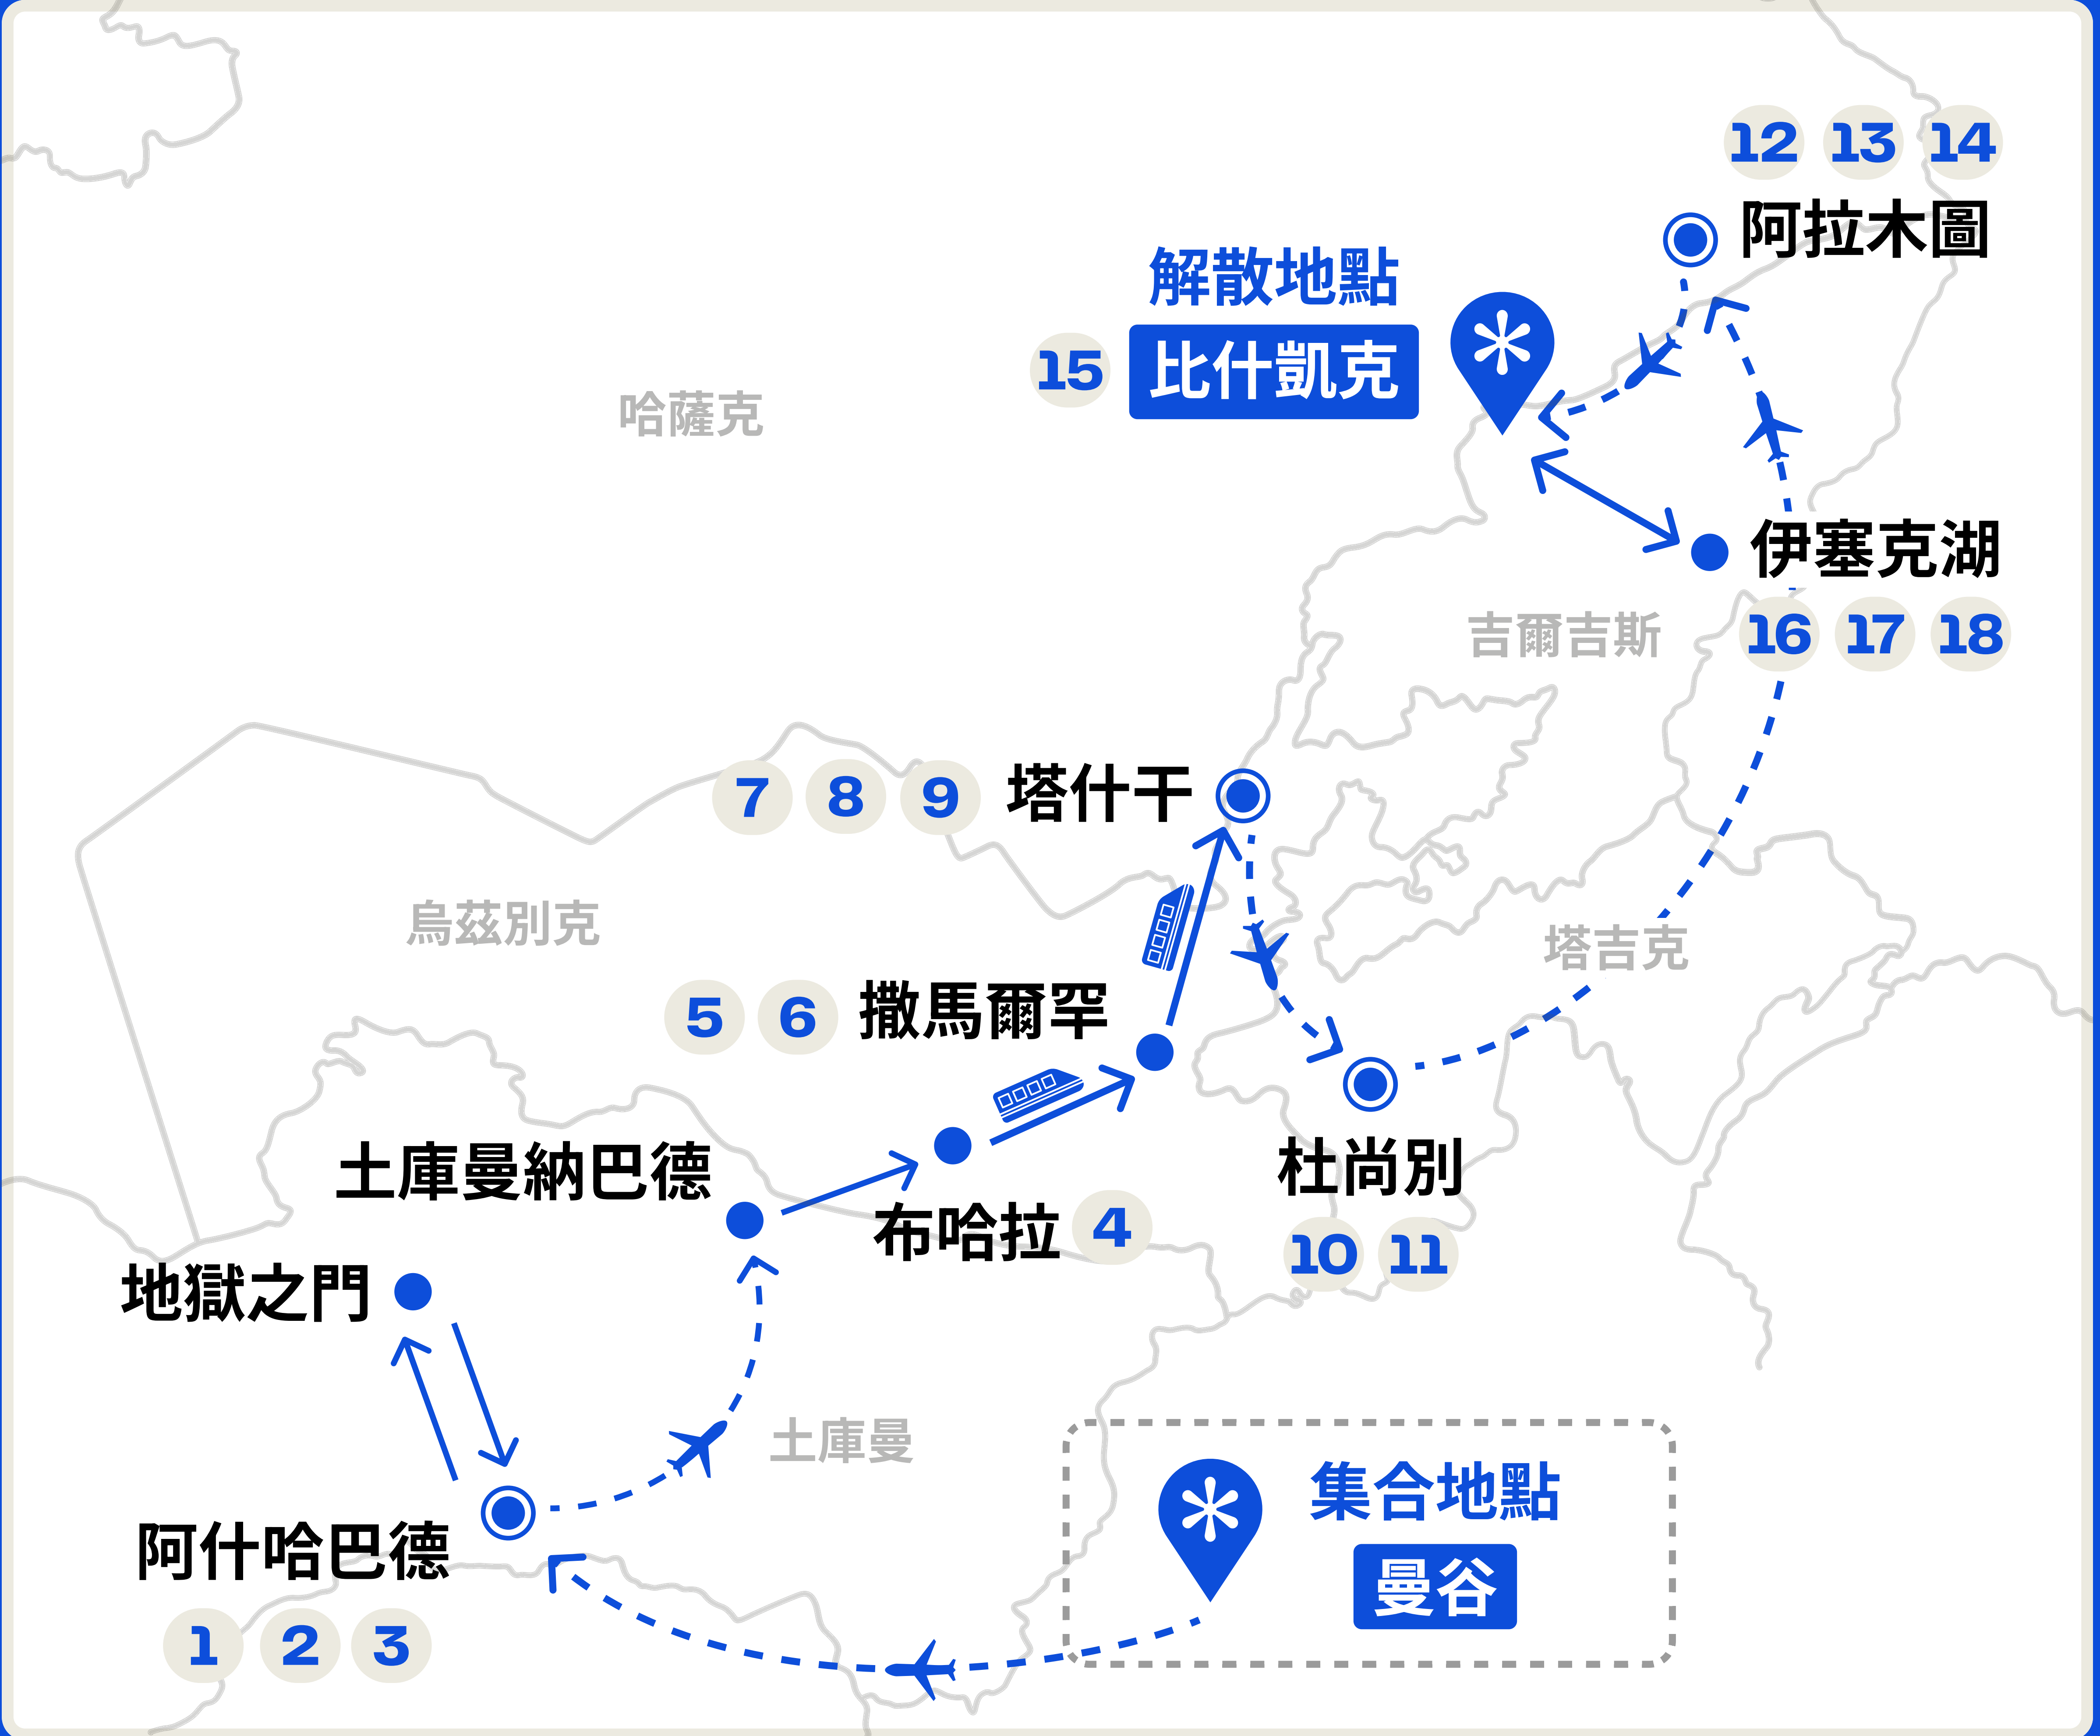 12 13 14
阿拉木圖
解散地點
15 比什凱克
哈薩克
伊塞克湖
16 17 18
吉爾吉斯
7 8 9 塔什干
烏茲別克
塔吉克
5 6 撒馬爾罕
土庫曼納巴德
布哈拉 4
杜尚別
10 11
地獄之門
土庫曼
阿什哈巴德
1 2 3
集合地點
曼谷